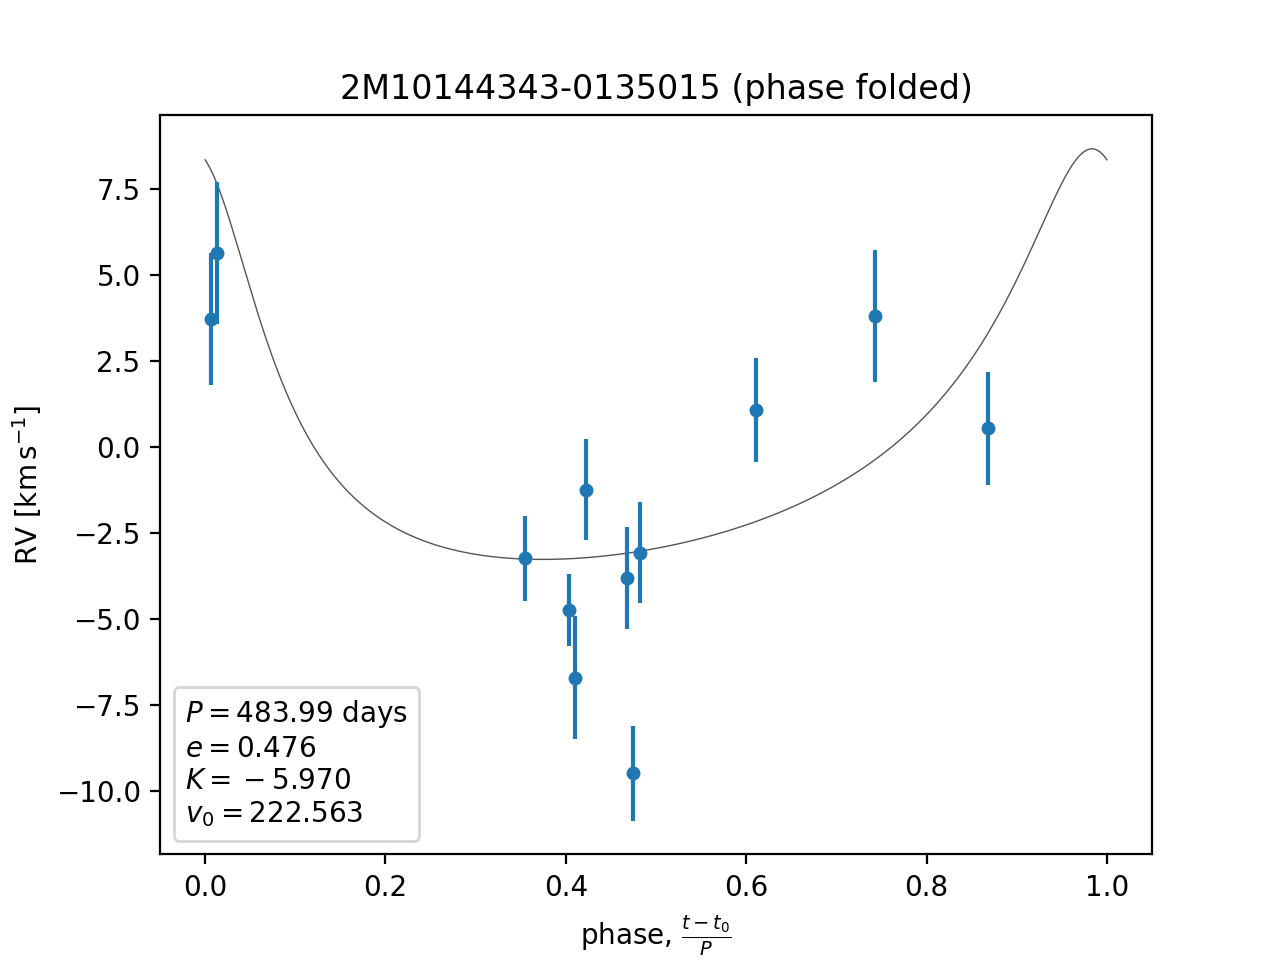 2M10144343-0135015 (phase folded)
RV [km s⁻¹]
7.5
5.0
2.5
0.0
−2.5
−5.0
−7.5
−10.0
P = 483.99 days
e = 0.476
K = −5.970
v₀ = 222.563
0.0 0.2 0.4 0.6 0.8 1.0
phase, (t − t₀)/P